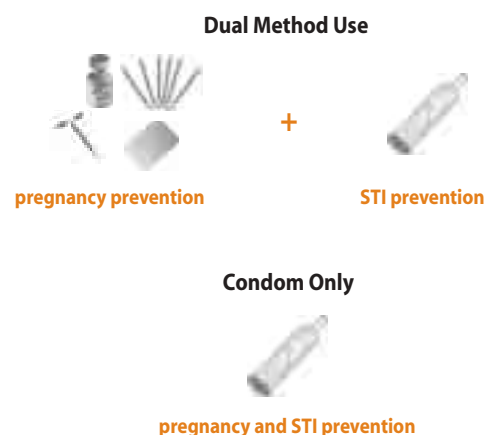 Dual Method Use
+
pregnancy prevention
STI prevention
Condom Only
pregnancy and STI prevention